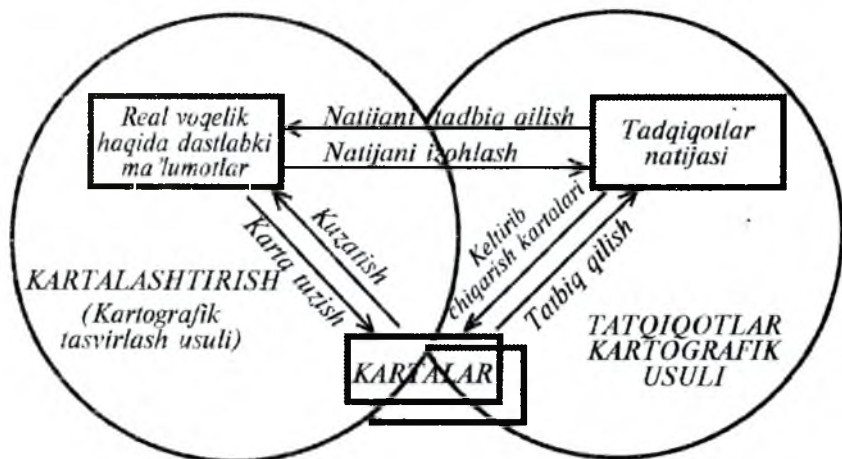 Real voqelik
haqida dastlabki
ma'lumotlar
Natijani tadbiq qilish
Natijani izohlash
Tadqiqotlar
natijasi
Karta tuzish
Kuzatish
Keltirib
chiqarish kartalari
Tatbiq qilish
KARTALASHTIRISH
(Kartografik
tasvirlash usuli)
KARTALAR
TATQIQOTLAR
KARTOGRAFIK
USULI